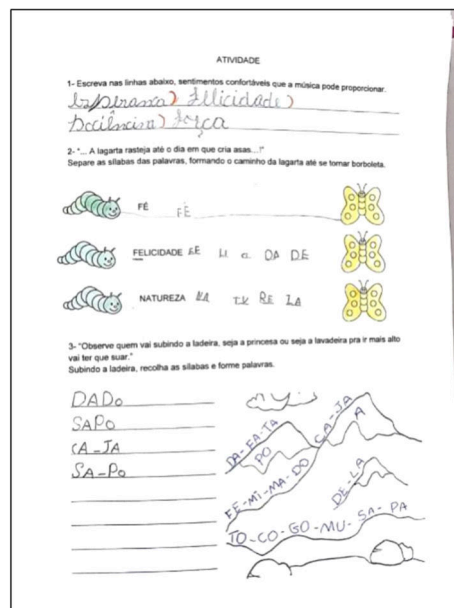 ATIVIDADE
1- Escreva nas linhas abaixo, sentimentos confortáveis que a música pode proporcionar.
felicidade
força
2- "... A lagarta rasteja até o dia em que cria asas...!"
Separe as sílabas das palavras, formando o caminho da lagarta até se tornar borboleta.
FÉ FÉ
FELICIDADE FE LI CI DA DE
NATUREZA NA TU RE ZA
3- "Observe quem vai subindo a ladeira, seja a princesa ou seja a lavadeira pra ir mais alto
vai ter que suar."
Subindo a ladeira, recolha as sílabas e forme palavras.
DADO
SAPO
CA-JA
SA-PO
CA-JA
A
DA-FA-TA
PO
FE-MI-MA-DO
DE-LA
TO-CO-GO-MU-SA-PA